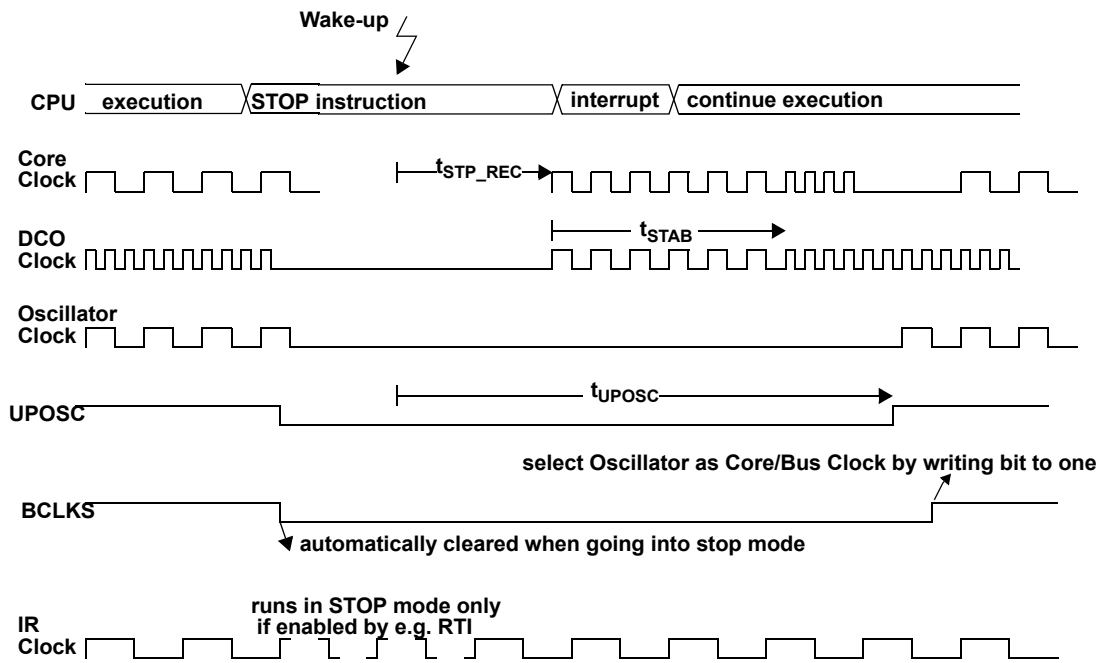 Wake-up
CPU execution STOP instruction interrupt continue execution
Core
Clock
tSTP_REC
DCO
Clock
tSTAB
Oscillator
Clock
UPOSC
tUPOSC
select Oscillator as Core/Bus Clock by writing bit to one
BCLKS
automatically cleared when going into stop mode
runs in STOP mode only
if enabled by e.g. RTI
IR
Clock